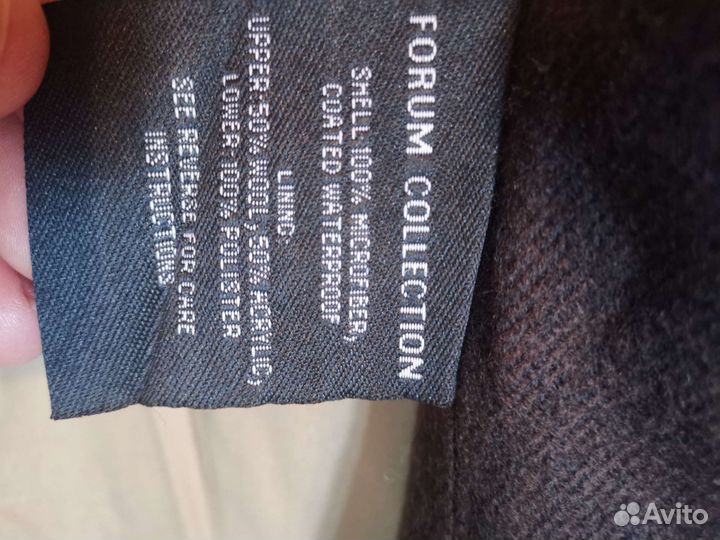 FORUM COLLECTION
SHELL 100% MICROFIBER)
COATED WATERPROOF
LINING
UPPER:50% WOOL, 50% ACRYLIC)
LOWER 100% POLISTER
SEE REVERSE FOR CARE
INSTRUCTIONS
Avito